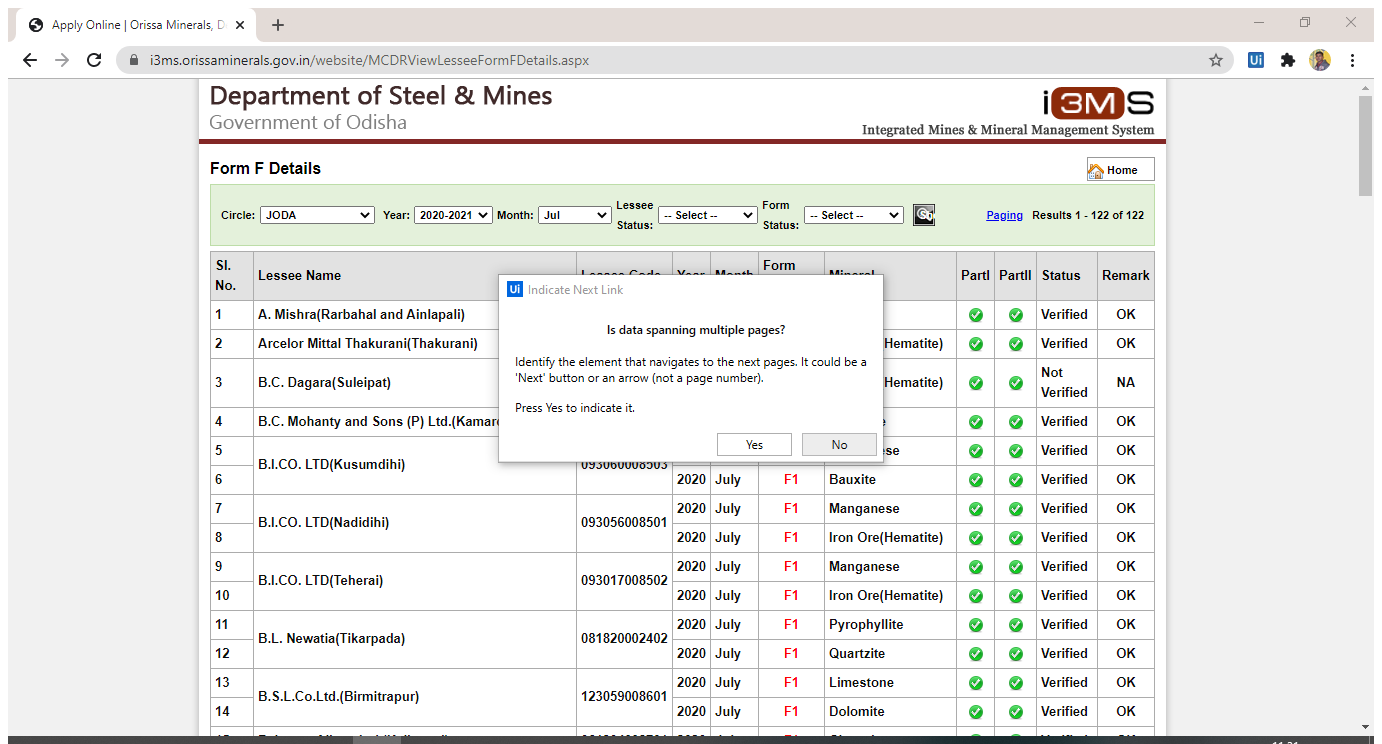 Apply Online | Orissa Minerals, D
i3ms.orissaminerals.gov.in/website/MCDRViewLesseeFormFDetails.aspx
Ui
Department of Steel & Mines
Government of Odisha
i3MS
Integrated Mines & Mineral Management System
Form F Details
Home
Circle: JODA Year: 2020-2021 Month: Jul Lessee Status: -- Select -- Form Status: -- Select -- Go Paging Results 1 - 122 of 122
Sl. No. Lessee Name Lessee Code Year Month Form Mineral PartI PartII Status Remark
1 A. Mishra(Rarbahal and Ainlapali) Verified OK
2 Arcelor Mittal Thakurani(Thakurani) Hematite) Verified OK
3 B.C. Dagara(Suleipat) Hematite) Not Verified NA
4 B.C. Mohanty and Sons (P) Ltd.(Kamar Verified OK
5 B.I.CO. LTD(Kusumdihi) 093060008503 se Verified OK
6 2020 July F1 Bauxite Verified OK
7 B.I.CO. LTD(Nadidihi) 093056008501 2020 July F1 Manganese Verified OK
8 2020 July F1 Iron Ore(Hematite) Verified OK
9 B.I.CO. LTD(Teherai) 093017008502 2020 July F1 Manganese Verified OK
10 2020 July F1 Iron Ore(Hematite) Verified OK
11 B.L. Newatia(Tikarpada) 081820002402 2020 July F1 Pyrophyllite Verified OK
12 2020 July F1 Quartzite Verified OK
13 B.S.L.Co.Ltd.(Birmitrapur) 123059008601 2020 July F1 Limestone Verified OK
14 2020 July F1 Dolomite Verified OK
Ui Indicate Next Link
Is data spanning multiple pages?
Identify the element that navigates to the next pages. It could be a
'Next' button or an arrow (not a page number).
Press Yes to indicate it.
Yes No